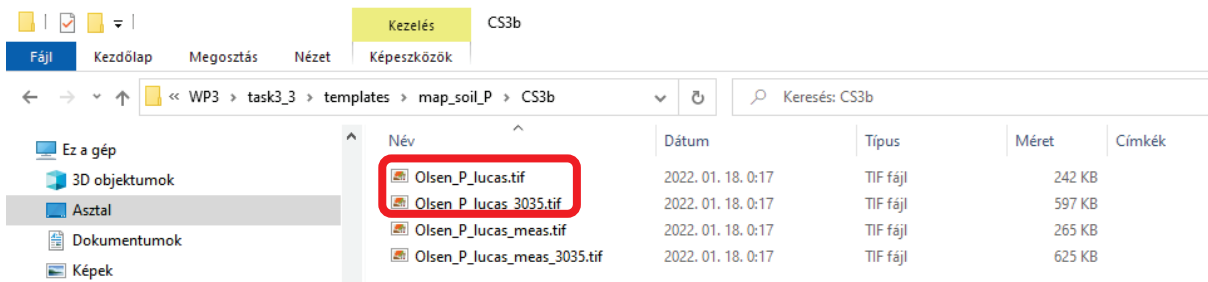 Kezelés CS3b
Fájl Kezdőlap Megosztás Nézet Képeszközök
« WP3 › task3_3 › templates › map_soil_P › CS3b Keresés: CS3b
Név Dátum Típus Méret Címkék
Ez a gép
3D objektumok
Asztal
Dokumentumok
Képek
Olsen_P_lucas.tif 2022. 01. 18. 0:17 TIF fájl 242 KB
Olsen_P_lucas_3035.tif 2022. 01. 18. 0:17 TIF fájl 597 KB
Olsen_P_lucas_meas.tif 2022. 01. 18. 0:17 TIF fájl 265 KB
Olsen_P_lucas_meas_3035.tif 2022. 01. 18. 0:17 TIF fájl 625 KB